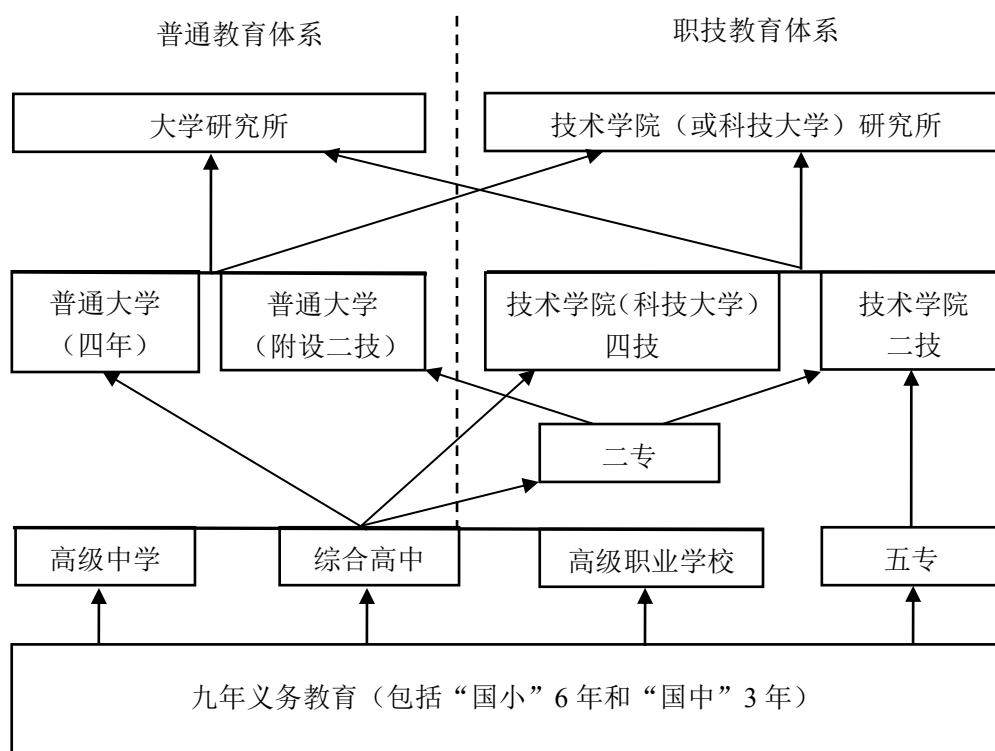 普通教育体系
职技教育体系
大学研究所
技术学院（或科技大学）研究所
普通大学
（四年）
普通大学
（附设二技）
技术学院（科技大学）
四技
技术学院
二技
二专
高级中学
综合高中
高级职业学校
五专
九年义务教育（包括“国小”6 年和“国中”3 年）